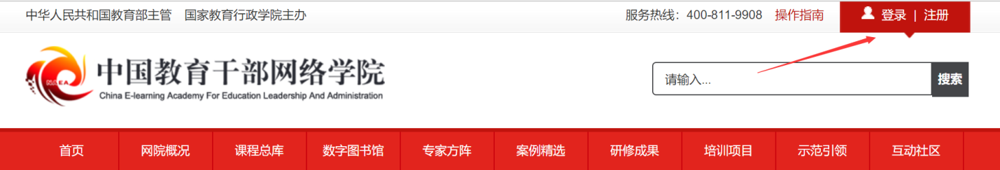 中华人民共和国教育部主管 国家教育行政学院主办
服务热线：400-811-9908 操作指南 登录 | 注册
NAEA
中国教育干部网络学院
China E-learning Academy For Education Leadership And Administration
请输入... 搜索
首页 网院概况 课程总库 数字图书馆 专家方阵 案例精选 研修成果 培训项目 示范引领 互动社区